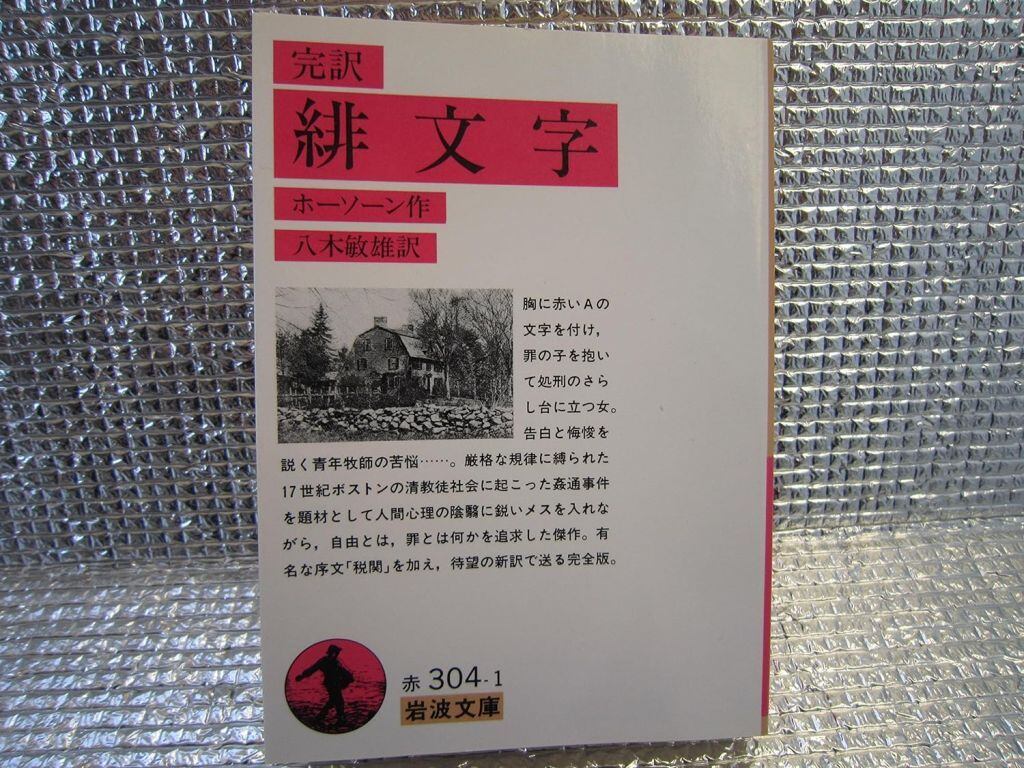 完訳
緋文字
ホーソーン作
八木敏雄訳
胸に赤いAの
文字を付け，
罪の子を抱い
て処刑のさら
し台に立つ女。
告白と悔悛を
説く青年牧師の苦悩……。厳格な規律に縛られた
17世紀ボストンの清教徒社会に起こった姦通事件
を題材として人間心理の陰翳に鋭いメスを入れな
がら，自由とは，罪とは何かを追求した傑作。有
名な序文「税関」を加え，待望の新訳で送る完全版。
赤 304-1
岩波文庫